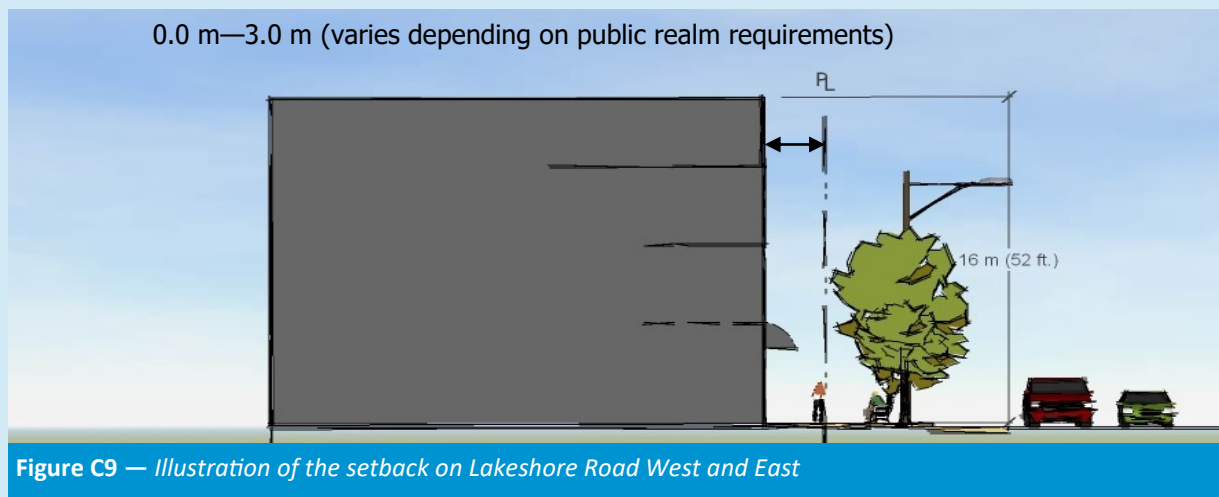 0.0 m—3.0 m (varies depending on public realm requirements)
PL
16 m (52 ft.)
Figure C9 — Illustration of the setback on Lakeshore Road West and East